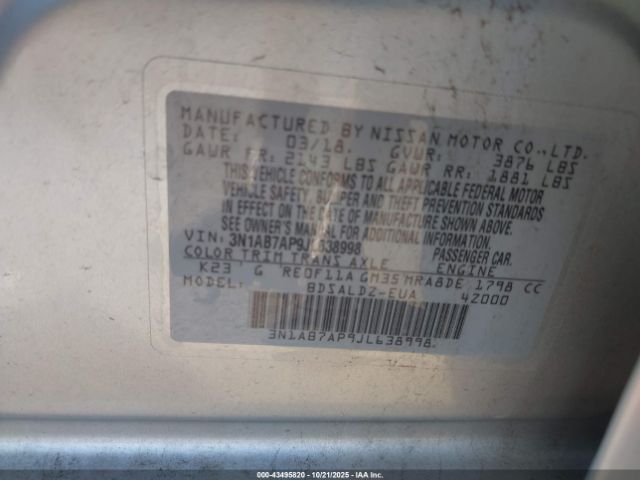 MANUFACTURED BY NISSAN MOTOR CO.,LTD.
DATE: 03/18. GVWR: 3876 LBS
GAWR FR: 2143 LBS GAWR RR: 1881 LBS
THIS VEHICLE CONFORMS TO ALL APPLICABLE FEDERAL MOTOR
VEHICLE SAFETY, BUMPER AND THEFT PREVENTION STANDARDS
IN EFFECT ON THE DATE OF MANUFACTURE SHOWN ABOVE.
SEE OWNER'S MANUAL FOR ADDITIONAL INFO.
VIN: 3N1AB7AP9JL638998 PASSENGER CAR.
COLOR TRIM TRANS AXLE ENGINE
K23 G RE0F11A GM35 MRA8DE 1798 CC
MODEL: BDSALDZ-EUA 42000
3N1AB7AP9JL638998.
000-43495820 | 10/21/2025 - IAA Inc.